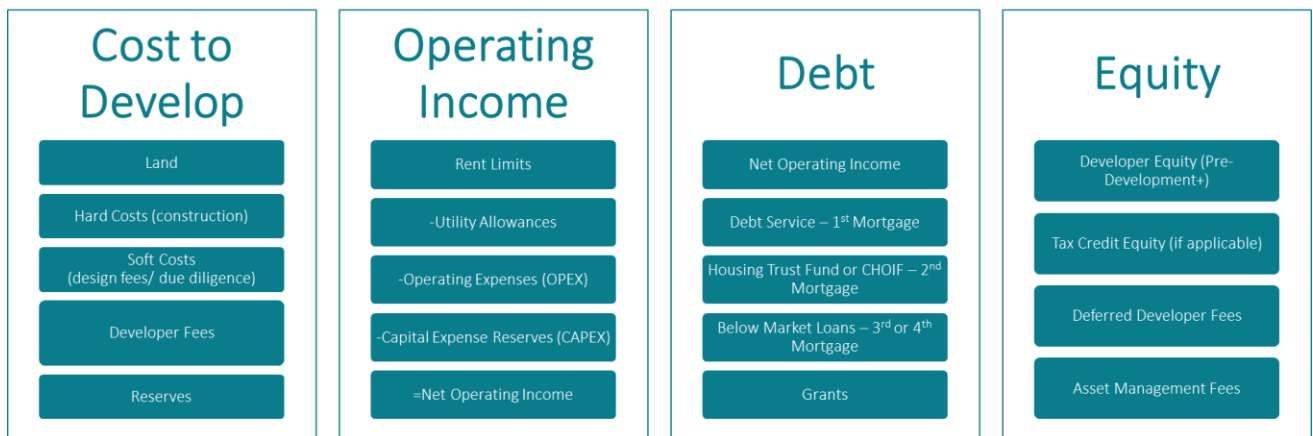 Cost to
Develop
Land
Hard Costs (construction)
Soft Costs
(design fees/ due diligence)
Developer Fees
Reserves
Operating
Income
Rent Limits
-Utility Allowances
-Operating Expenses (OPEX)
-Capital Expense Reserves (CAPEX)
=Net Operating Income
Debt
Net Operating Income
Debt Service – 1st Mortgage
Housing Trust Fund or CHOIF – 2nd
Mortgage
Below Market Loans – 3rd or 4th
Mortgage
Grants
Equity
Developer Equity (Pre-
Development+)
Tax Credit Equity (if applicable)
Deferred Developer Fees
Asset Management Fees